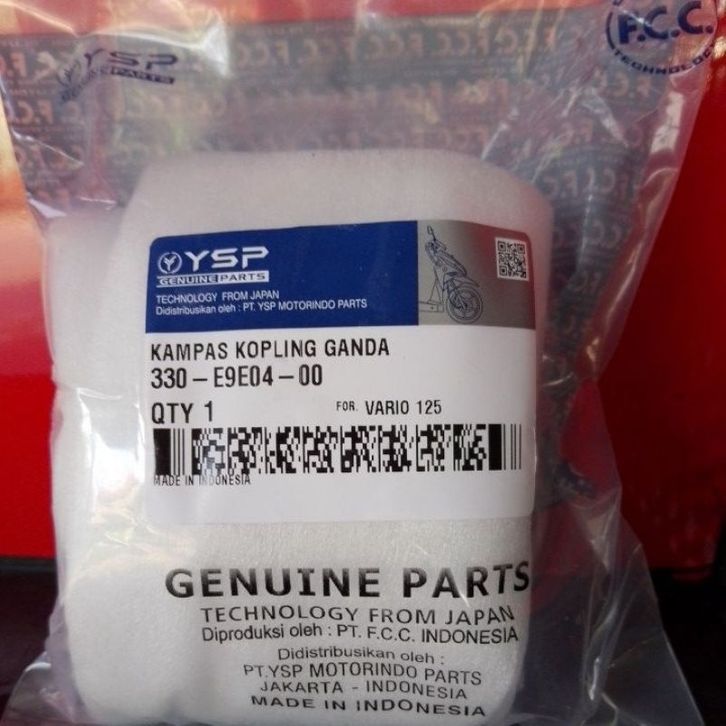 F.C.C.
TECHNOLOGY
YSP
GENUINE PARTS
YSP
GENUINE PARTS
TECHNOLOGY FROM JAPAN
Didistribusikan oleh : PT. YSP MOTORINDO PARTS
KAMPAS KOPLING GANDA
330-E9E04-00
QTY 1 FOR. VARIO 125
MADE IN INDONESIA
GENUINE PARTS
TECHNOLOGY FROM JAPAN
Diproduksi oleh : PT. F.C.C. INDONESIA
Didistribusikan oleh :
PT.YSP MOTORINDO PARTS
JAKARTA - INDONESIA
MADE IN INDONESIA